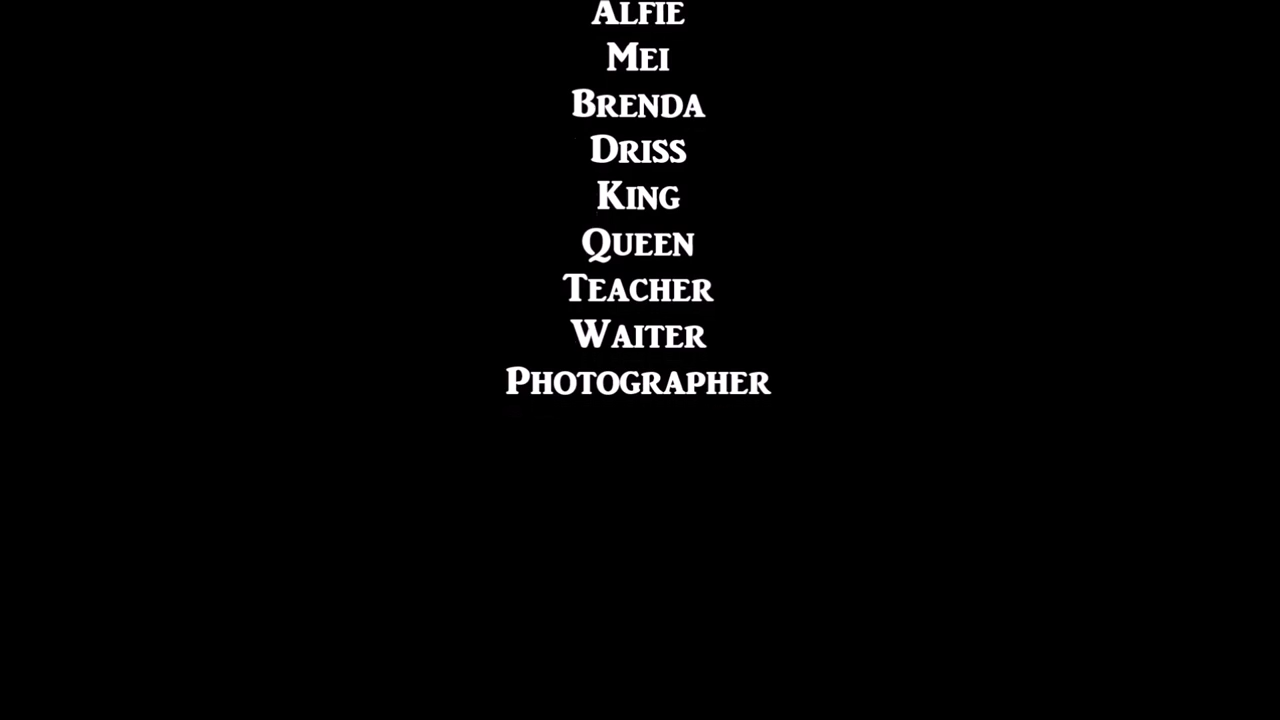 Alfie
Mei
Brenda
Driss
King
Queen
Teacher
Waiter
Photographer